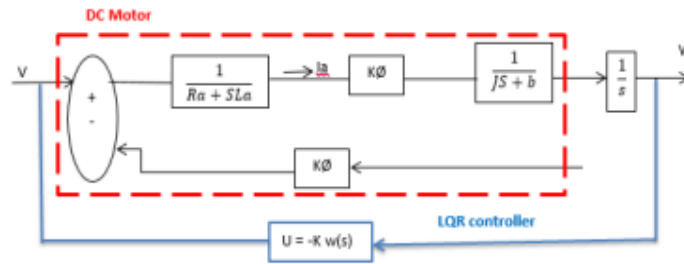 DC Motor
V
+
-
1
Ra + SLa
Ia
KØ
1
JS + b
1
s
V
KØ
LQR controller
U = -K w(s)